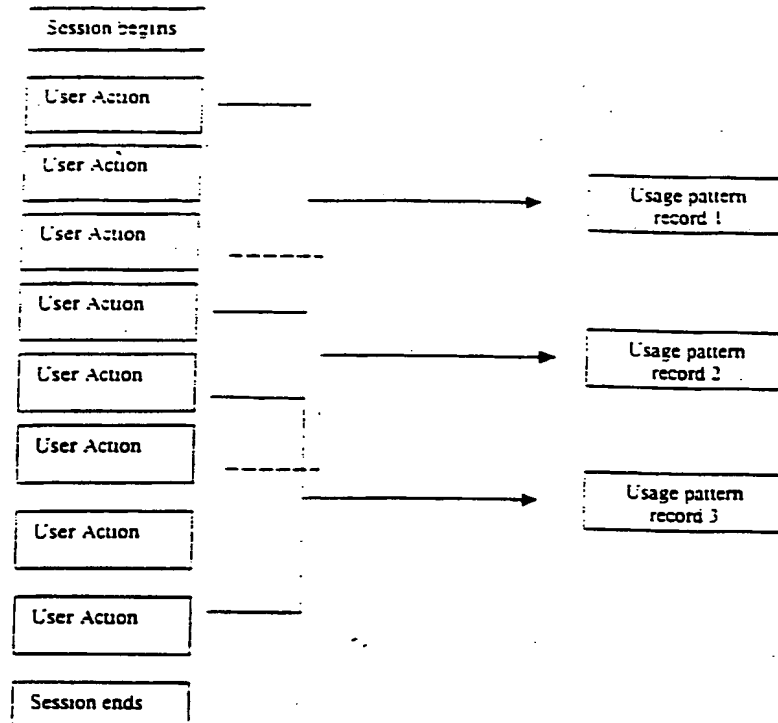 Session begins
User Action
User Action
User Action
User Action
User Action
User Action
User Action
User Action
Session ends
Usage pattern
record 1
Usage pattern
record 2
Usage pattern
record 3